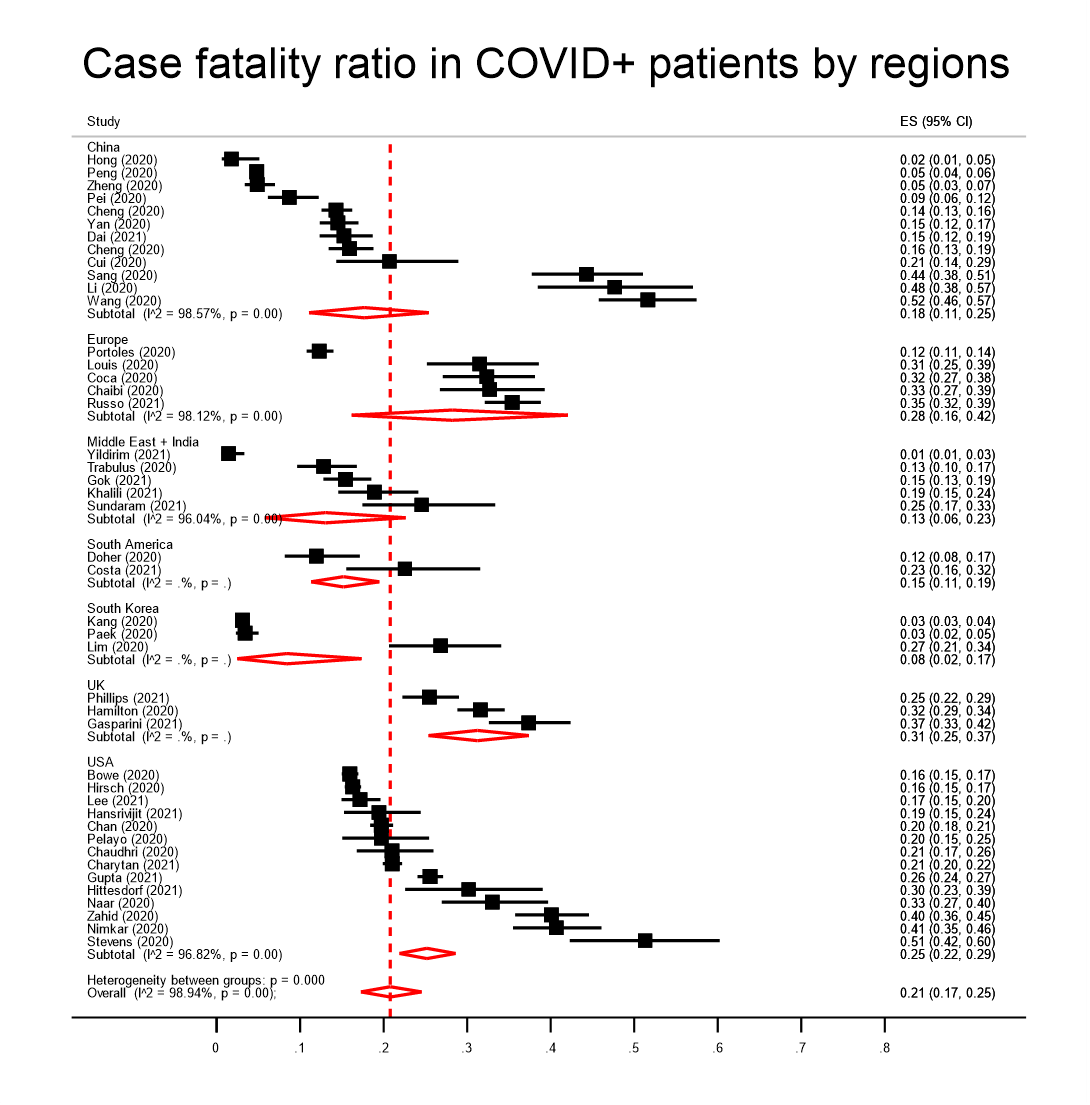 Case fatality ratio in COVID+ patients by regions
Study ES (95% CI)
China
Hong (2020) 0.02 (0.01, 0.05)
Peng (2020) 0.05 (0.04, 0.06)
Zheng (2020) 0.05 (0.03, 0.07)
Pei (2020) 0.09 (0.06, 0.12)
Cheng (2020) 0.14 (0.13, 0.16)
Yan (2020) 0.15 (0.12, 0.17)
Dai (2021) 0.15 (0.12, 0.19)
Cheng (2020) 0.16 (0.13, 0.19)
Cui (2020) 0.21 (0.14, 0.29)
Sang (2020) 0.44 (0.38, 0.51)
Li (2020) 0.48 (0.38, 0.57)
Wang (2020) 0.52 (0.46, 0.57)
Subtotal (I^2 = 98.57%, p = 0.00) 0.18 (0.11, 0.25)
Europe
Portoles (2020) 0.12 (0.11, 0.14)
Louis (2020) 0.31 (0.25, 0.39)
Coca (2020) 0.32 (0.27, 0.38)
Chaibi (2020) 0.33 (0.27, 0.39)
Russo (2021) 0.35 (0.32, 0.39)
Subtotal (I^2 = 98.12%, p = 0.00) 0.28 (0.16, 0.42)
Middle East + India
Yildirim (2021) 0.01 (0.01, 0.03)
Trabulus (2020) 0.13 (0.10, 0.17)
Gok (2021) 0.15 (0.13, 0.19)
Khalili (2021) 0.19 (0.15, 0.24)
Sundaram (2021) 0.25 (0.17, 0.33)
Subtotal (I^2 = 96.04%, p = 0.00) 0.13 (0.06, 0.23)
South America
Doher (2020) 0.12 (0.08, 0.17)
Costa (2021) 0.23 (0.16, 0.32)
Subtotal (I^2 = .%, p = .) 0.15 (0.11, 0.19)
South Korea
Kang (2020) 0.03 (0.03, 0.04)
Paek (2020) 0.03 (0.02, 0.05)
Lim (2020) 0.27 (0.21, 0.34)
Subtotal (I^2 = .%, p = .) 0.08 (0.02, 0.17)
UK
Phillips (2021) 0.25 (0.22, 0.29)
Hamilton (2020) 0.32 (0.29, 0.34)
Gasparini (2021) 0.37 (0.33, 0.42)
Subtotal (I^2 = .%, p = .) 0.31 (0.25, 0.37)
USA
Bowe (2020) 0.16 (0.15, 0.17)
Hirsch (2020) 0.16 (0.15, 0.17)
Lee (2021) 0.17 (0.15, 0.20)
Hansrivijit (2021) 0.19 (0.15, 0.24)
Chan (2020) 0.20 (0.18, 0.21)
Pelayo (2020) 0.20 (0.15, 0.25)
Chaudhri (2020) 0.21 (0.17, 0.26)
Charytan (2021) 0.21 (0.20, 0.22)
Gupta (2021) 0.26 (0.24, 0.27)
Hittesdorf (2021) 0.30 (0.23, 0.39)
Naar (2020) 0.33 (0.27, 0.40)
Zahid (2020) 0.40 (0.36, 0.45)
Nimkar (2020) 0.41 (0.35, 0.46)
Stevens (2020) 0.51 (0.42, 0.60)
Subtotal (I^2 = 96.82%, p = 0.00) 0.25 (0.22, 0.29)
Heterogeneity between groups: p = 0.000
Overall (I^2 = 98.94%, p = 0.00); 0.21 (0.17, 0.25)
0 .1 .2 .3 .4 .5 .6 .7 .8